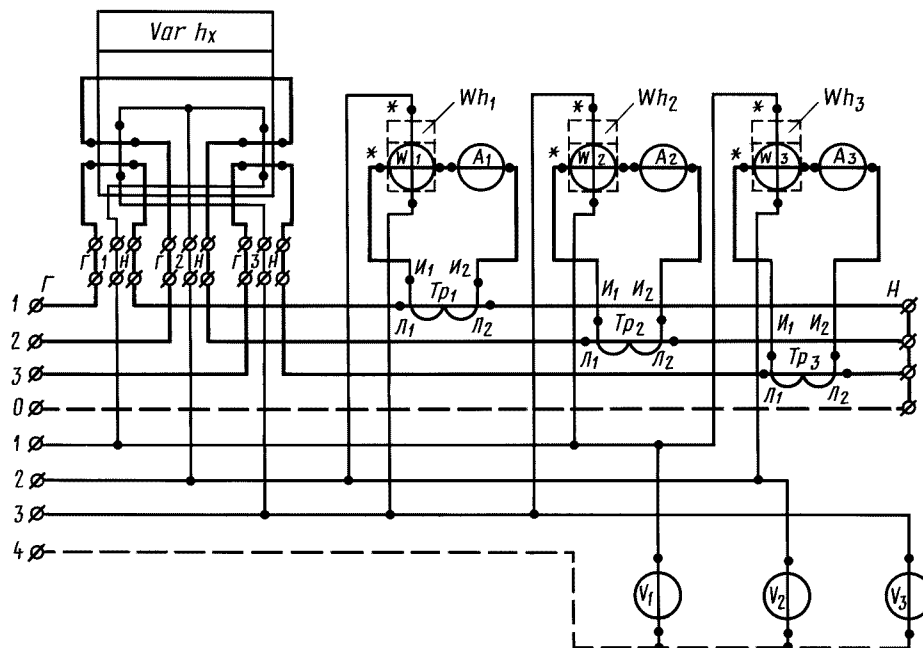 Var hx
* Wh1
* W1 A1
* Wh2
* W2 A2
* Wh3
* W3 A3
Г 1 Н Г 2 Н Г 3 Н
Г
И1 И2
1 Л1 Тр1 Л2 Н
И1 И2
2 Л1 Тр2 Л2
И1 И2
3 Л1 Тр3 Л2
0
1
2
3
4
V1 V2 V3